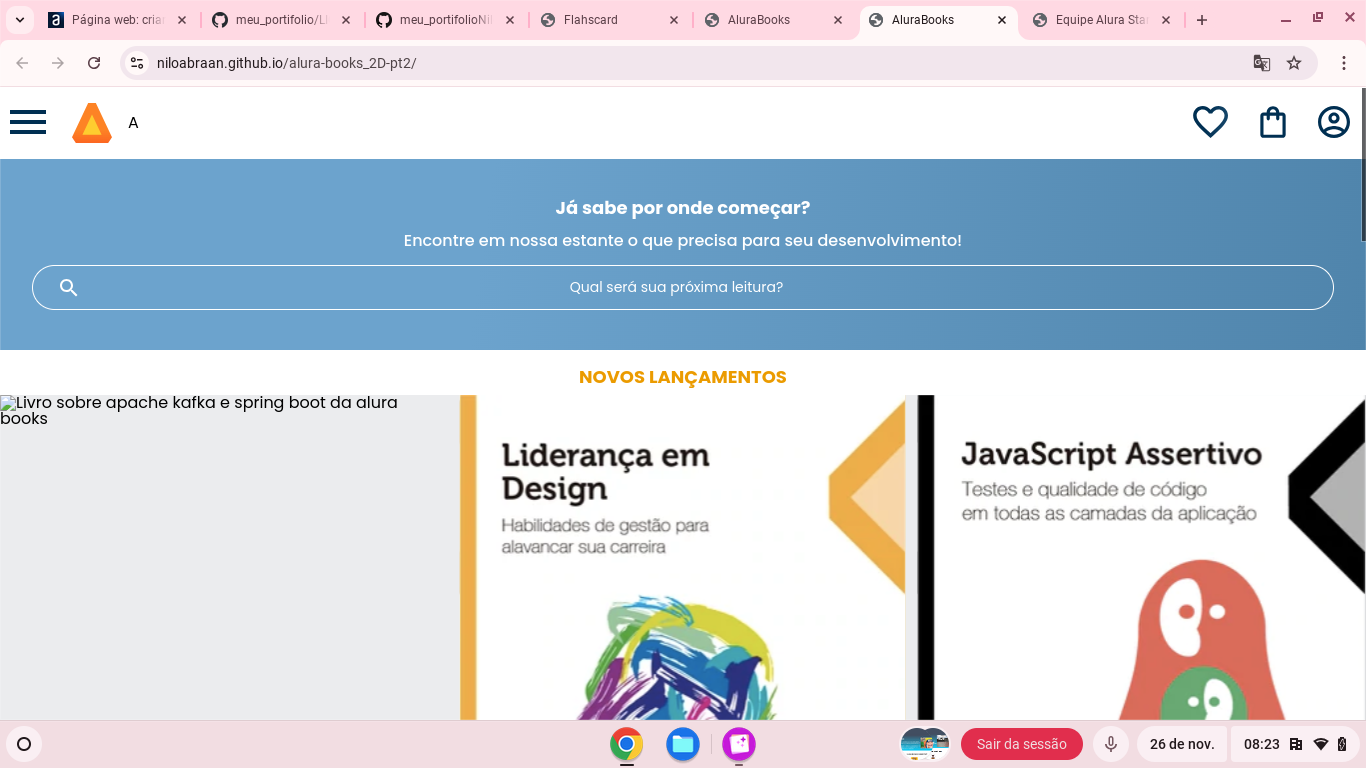 Página web: cria
meu_portifolio/LI
meu_portifolioNil
Flahscard
AluraBooks
AluraBooks
Equipe Alura Star
niloabraan.github.io/alura-books_2D-pt2/
A
Já sabe por onde começar?
Encontre em nossa estante o que precisa para seu desenvolvimento!
Qual será sua próxima leitura?
NOVOS LANÇAMENTOS
Livro sobre apache kafka e spring boot da alura
books
Liderança em
Design
Habilidades de gestão para
alavancar sua carreira
JavaScript Assertivo
Testes e qualidade de código
em todas as camadas da aplicação
Sair da sessão
26 de nov.
08:23